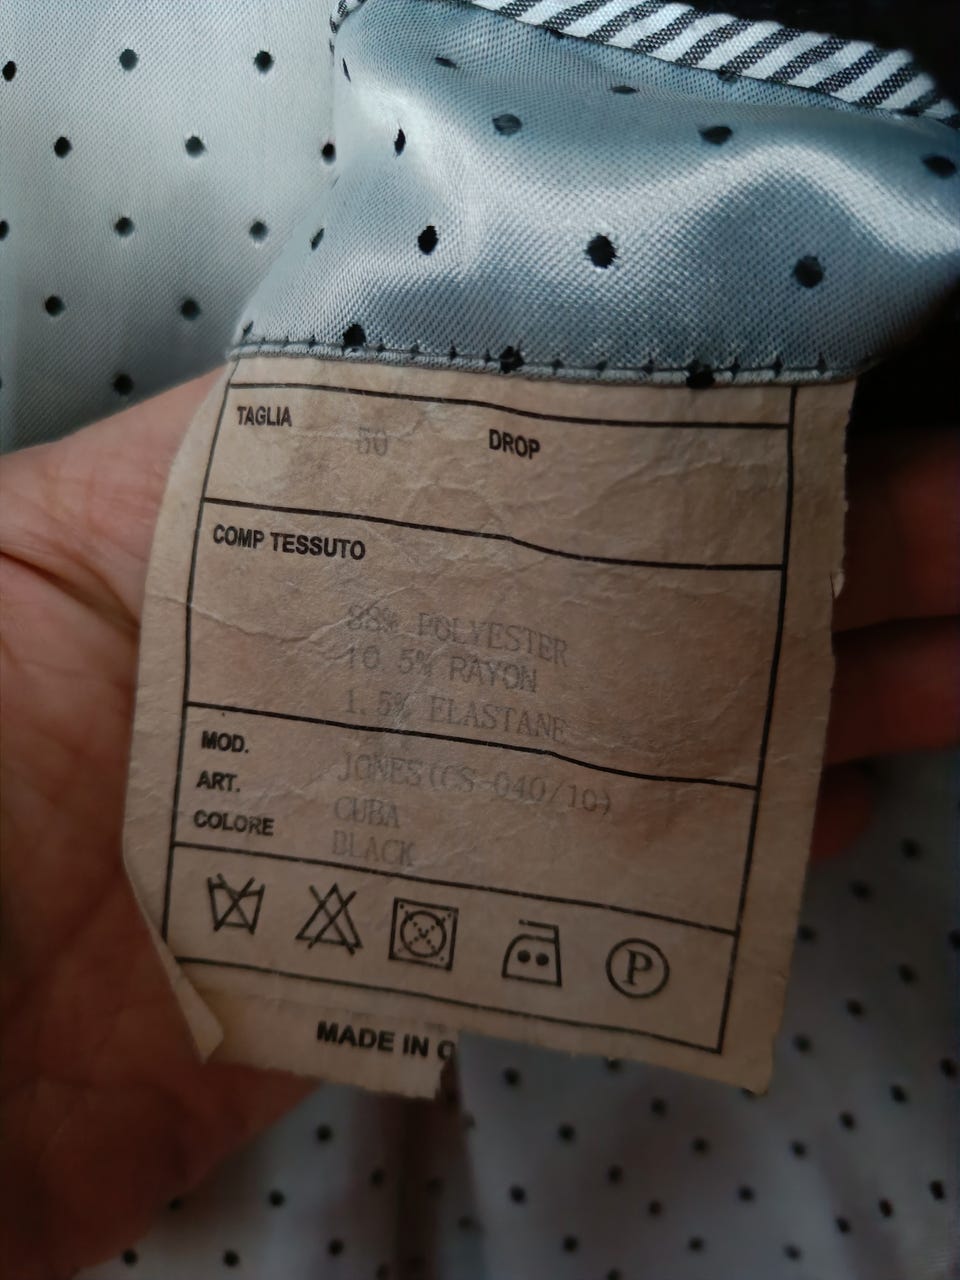 TAGLIA 50 DROP
COMP TESSUTO
88% POLYESTER
10.5% RAYON
1.5% ELASTANE
MOD. JONES(CS-040/10)
ART. CUBA
COLORE BLACK
P
MADE IN